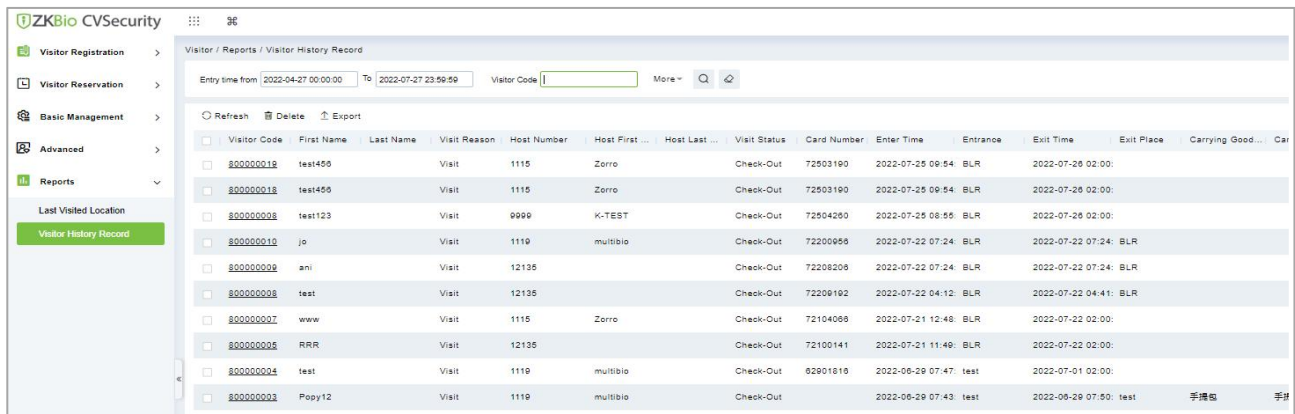 ZKBio CVSecurity
Visitor Registration
Visitor Reservation
Basic Management
Advanced
Reports
Last Visited Location
Visitor History Record
Visitor / Reports / Visitor History Record
Entry time from 2022-04-27 00:00:00 To 2022-07-27 23:59:59 Visitor Code More
Refresh Delete Export
Visitor Code First Name Last Name Visit Reason Host Number Host First ... Host Last ... Visit Status Card Number Enter Time Entrance Exit Time Exit Place Carrying Good... Car
800000019 test456 Visit 1115 Zorro Check-Out 72503190 2022-07-25 09:54: BLR 2022-07-26 02:00:
800000018 test456 Visit 1115 Zorro Check-Out 72503190 2022-07-25 09:54: BLR 2022-07-26 02:00:
800000008 test123 Visit 9999 K-TEST Check-Out 72504260 2022-07-25 08:55: BLR 2022-07-26 02:00:
800000010 jo Visit 1119 multibio Check-Out 72200956 2022-07-22 07:24: BLR 2022-07-22 07:24: BLR
800000009 ani Visit 12135 Check-Out 72208206 2022-07-22 07:24: BLR 2022-07-22 07:24: BLR
800000008 test Visit 12135 Check-Out 72209192 2022-07-22 04:12: BLR 2022-07-22 04:41: BLR
800000007 www Visit 1115 Zorro Check-Out 72104066 2022-07-21 12:48: BLR 2022-07-22 02:00:
800000005 RRR Visit 12135 Check-Out 72100141 2022-07-21 11:49: BLR 2022-07-22 02:00:
800000004 test Visit 1119 multibio Check-Out 62901816 2022-06-29 07:47: test 2022-07-01 02:00:
800000003 Popy12 Visit 1119 multibio Check-Out 2022-06-29 07:43: test 2022-06-29 07:50: test 手提包 手